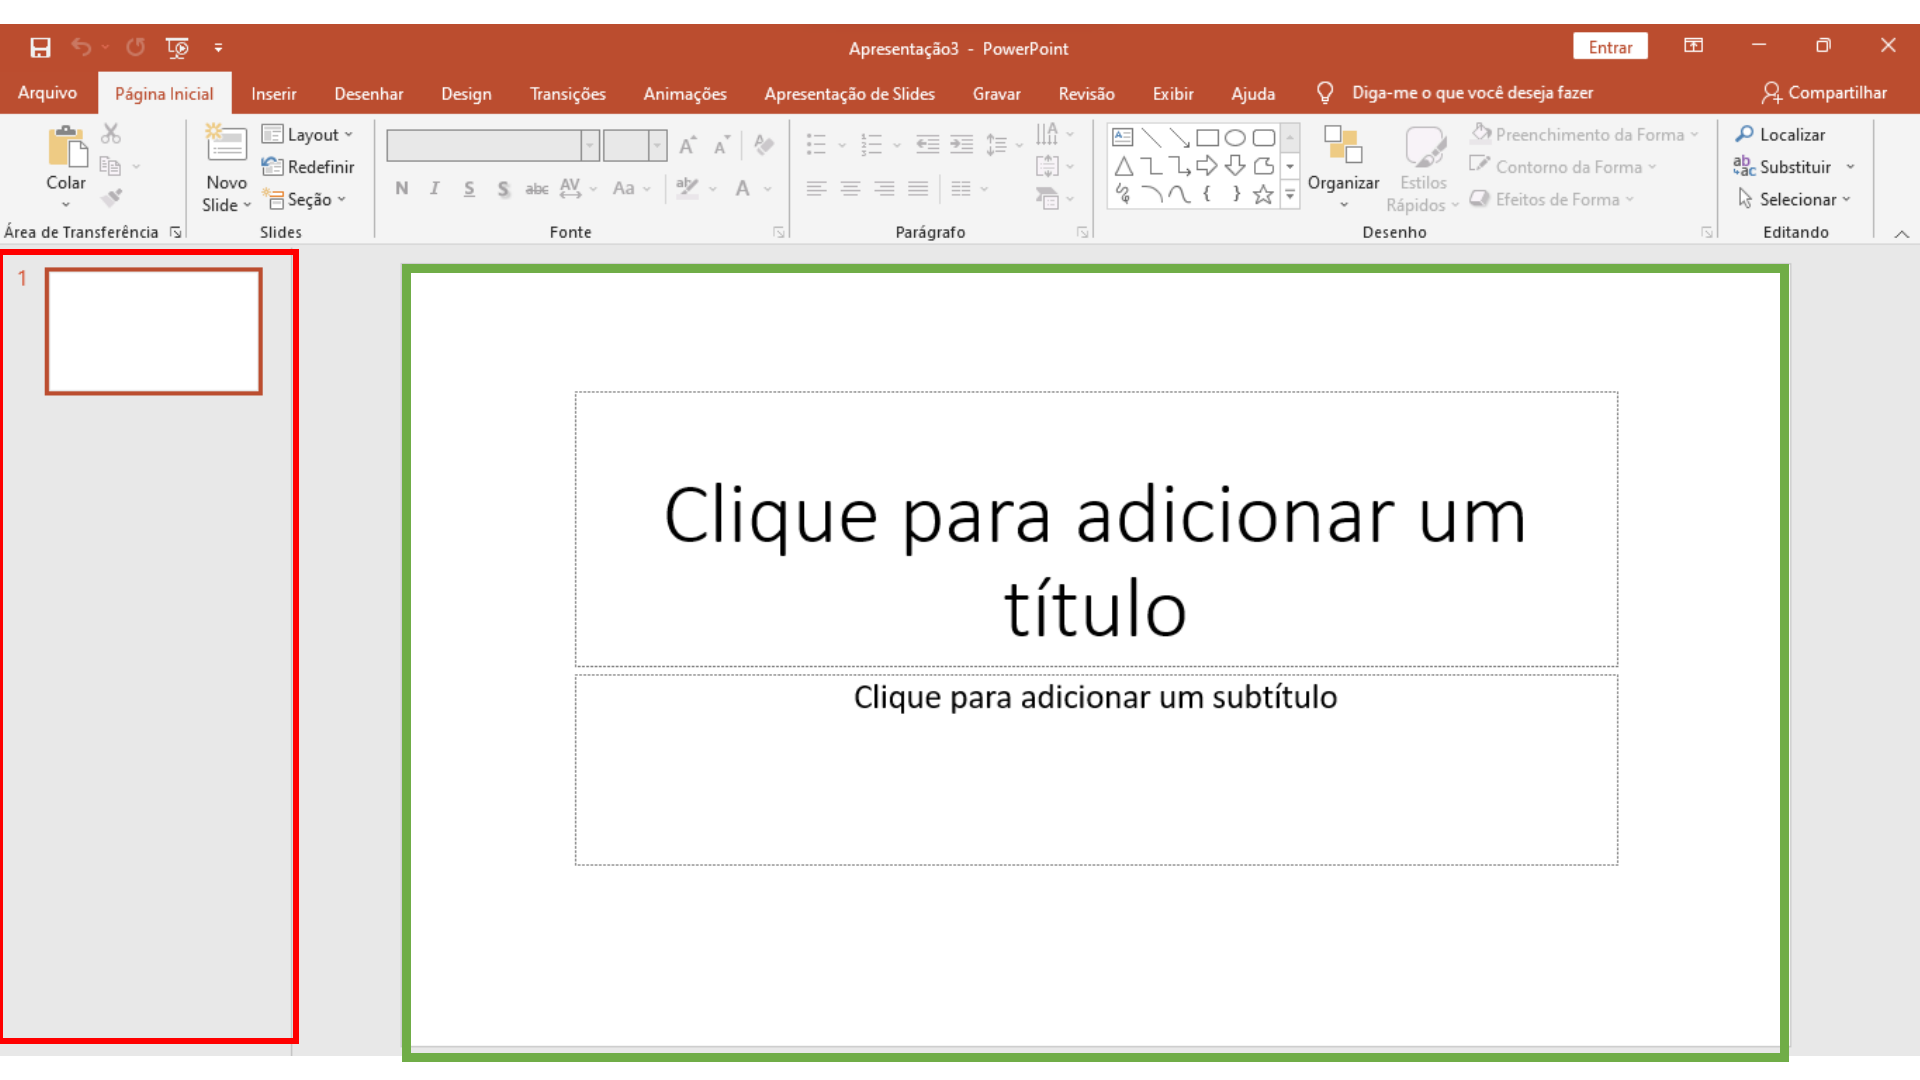 Apresentação3 - PowerPoint
Entrar
Arquivo Página Inicial Inserir Desenhar Design Transições Animações Apresentação de Slides Gravar Revisão Exibir Ajuda Diga-me o que você deseja fazer Compartilhar
Colar
Área de Transferência
Novo
Slide
Layout
Redefinir
Seção
Slides
N I S S abc AV Aa ab A
Fonte
Parágrafo
Organizar
Estilos
Rápidos
Preenchimento da Forma
Contorno da Forma
Efeitos de Forma
Desenho
Localizar
Substituir
Selecionar
Editando
1
Clique para adicionar um
título
Clique para adicionar um subtítulo